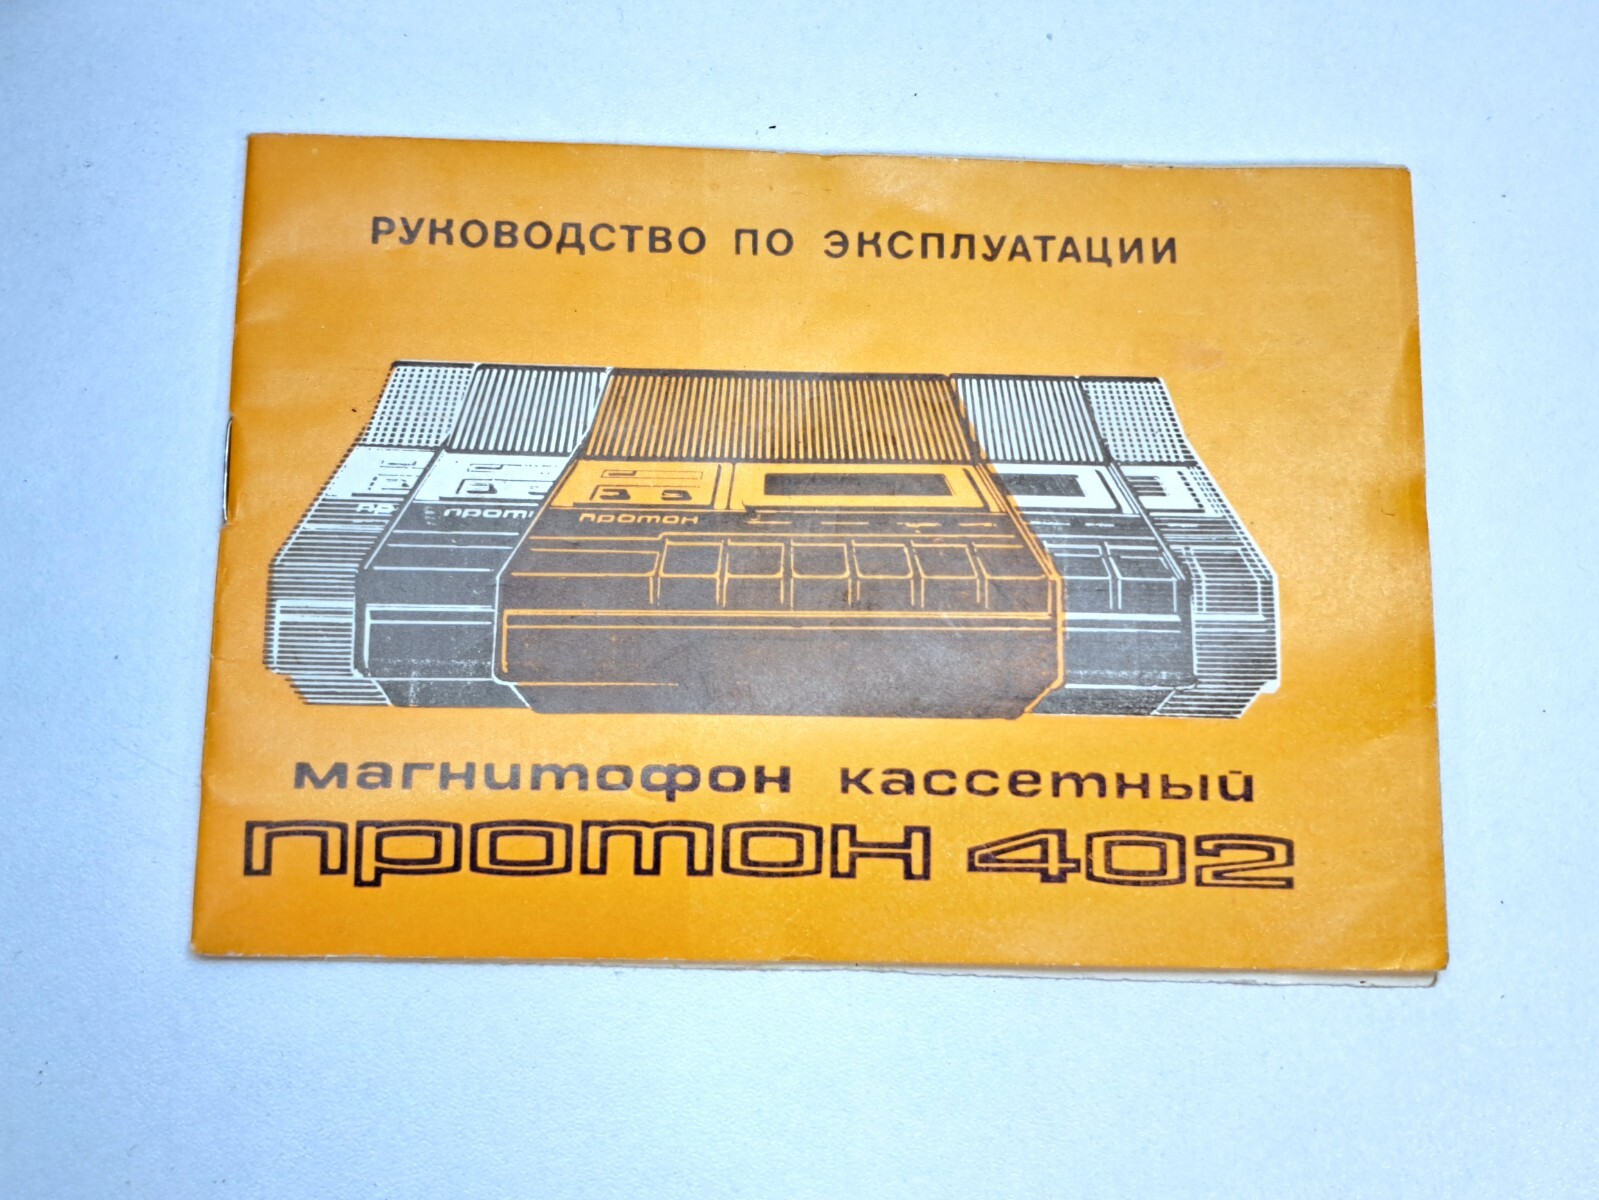 РУКОВОДСТВО ПО ЭКСПЛУАТАЦИИ
протон
протон
магнитофон кассетный
протон 402